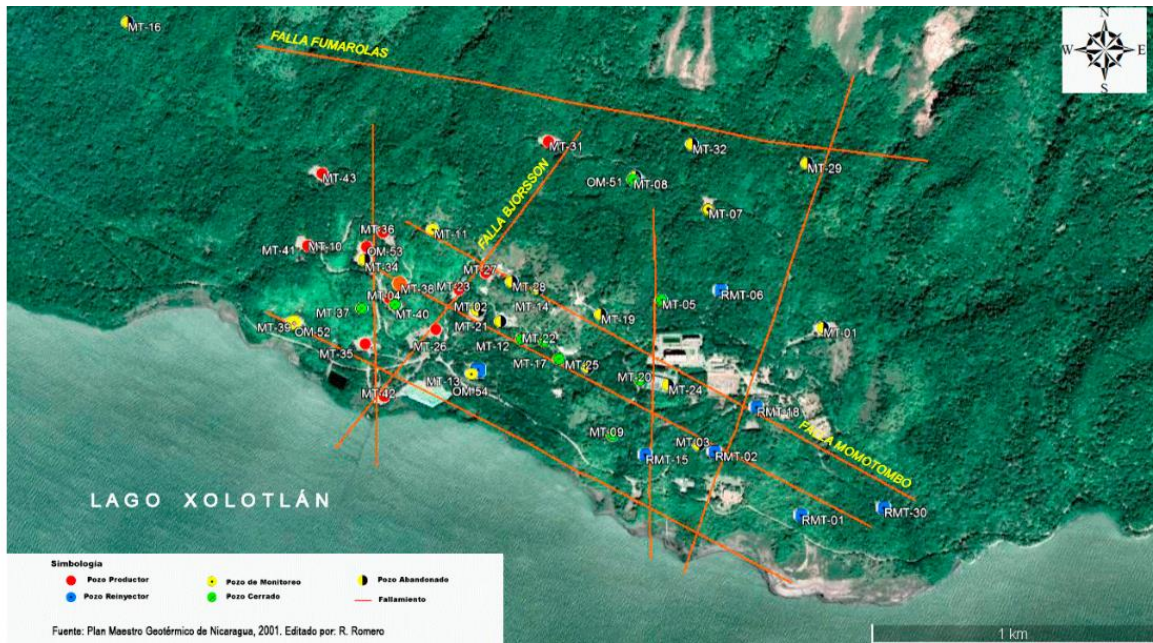 MT-16
FALLA FUMAROLAS
N
W
E
S
MT-31
MT-32
MT-29
FALLA BJORSSON
MT-43
OM-51
MT-08
MT-07
MT-36
MT-11
MT-41
MT-10
OM-53
MT-34
MT-27
MT-38
MT-23
MT-28
RMT-06
MT-04
MT-37
MT-40
MT-02
MT-14
MT-05
MT-39
OM-52
MT-21
MT-19
MT-01
MT-35
MT-26
MT-12
MT-22
MT-17
MT-25
MT-13
OM-54
MT-20
MT-24
MT-42
RMT-18
FALLA MOMOTOMBO
MT-09
MT-03
RMT-15
RMT-02
LAGO XOLOTLÁN
RMT-01
RMT-30
Simbología
Pozo Productor
Pozo de Monitoreo
Pozo Abandonado
Pozo Reinyector
Pozo Cerrado
Fallamiento
Fuente: Plan Maestro Geotérmico de Nicaragua, 2001. Editado por: R. Romero
1 km